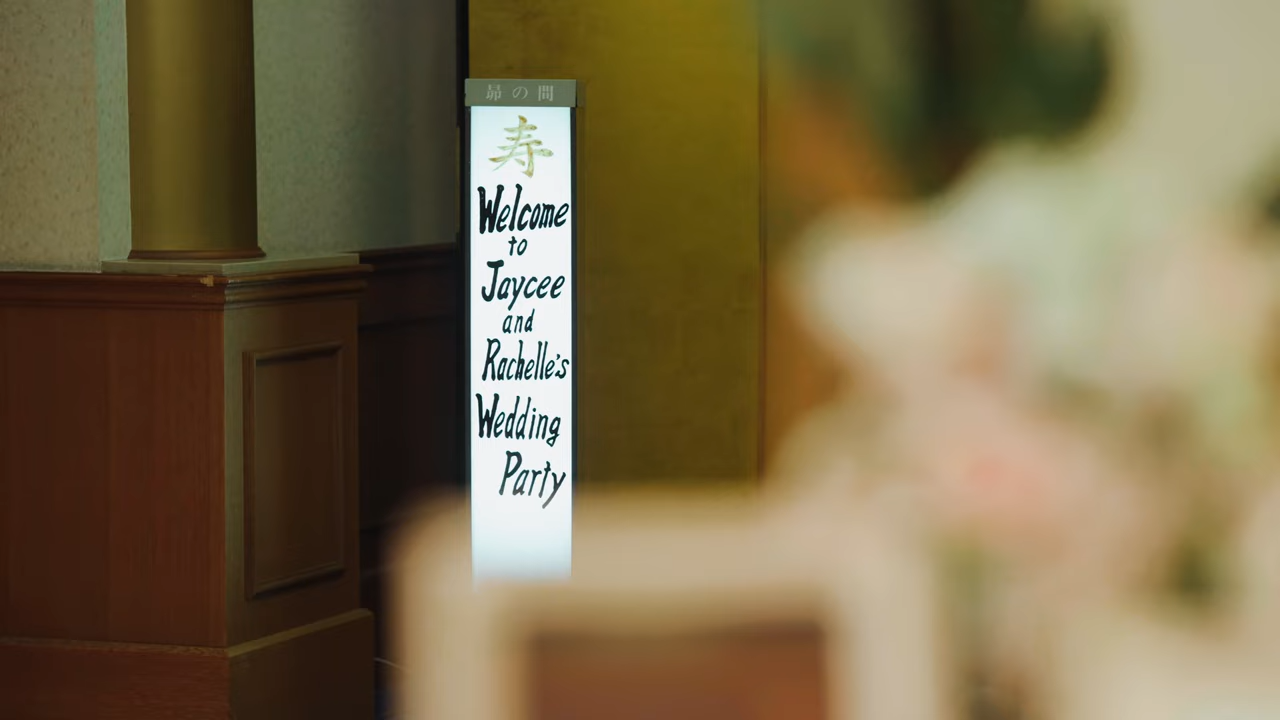 昴の間
寿
Welcome
to
Jaycee
and
Rachelle's
Wedding
Party